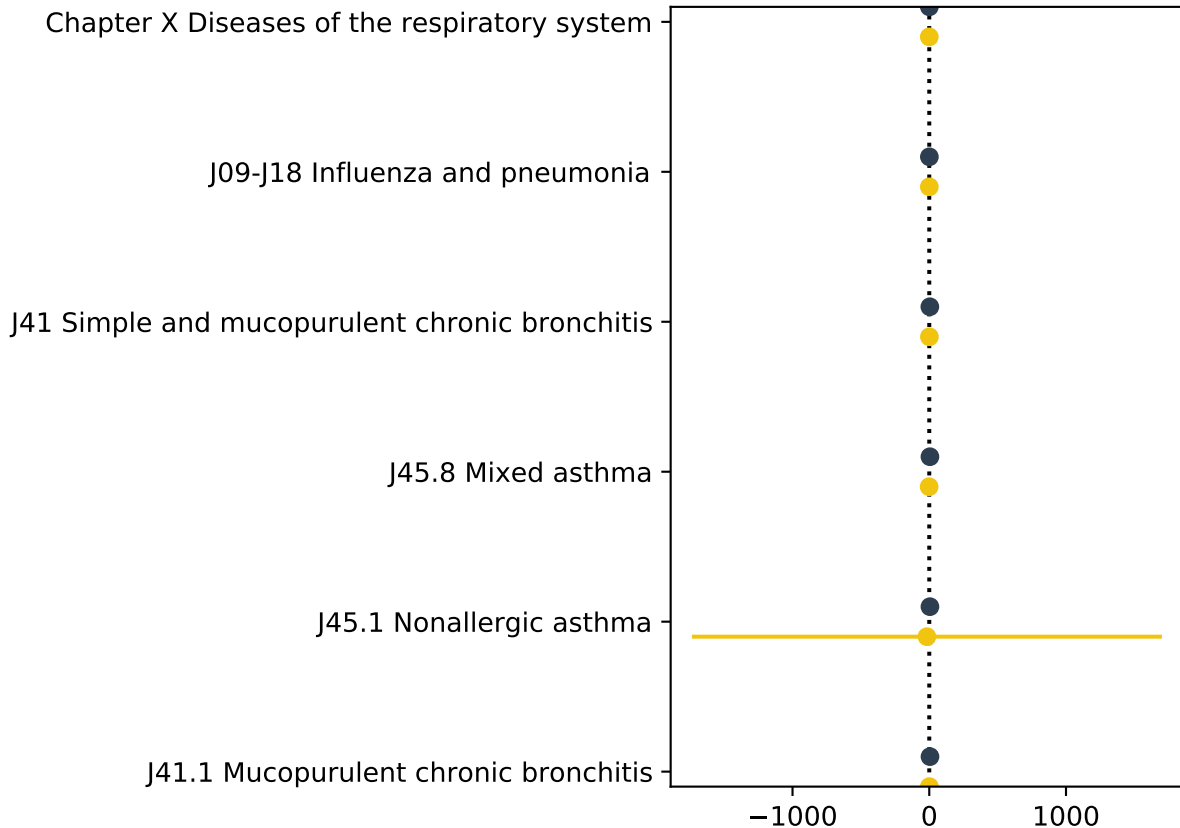 Chapter X Diseases of the respiratory system
J09-J18 Influenza and pneumonia
J41 Simple and mucopurulent chronic bronchitis
J45.8 Mixed asthma
J45.1 Nonallergic asthma
J41.1 Mucopurulent chronic bronchitis
−1000 0 1000